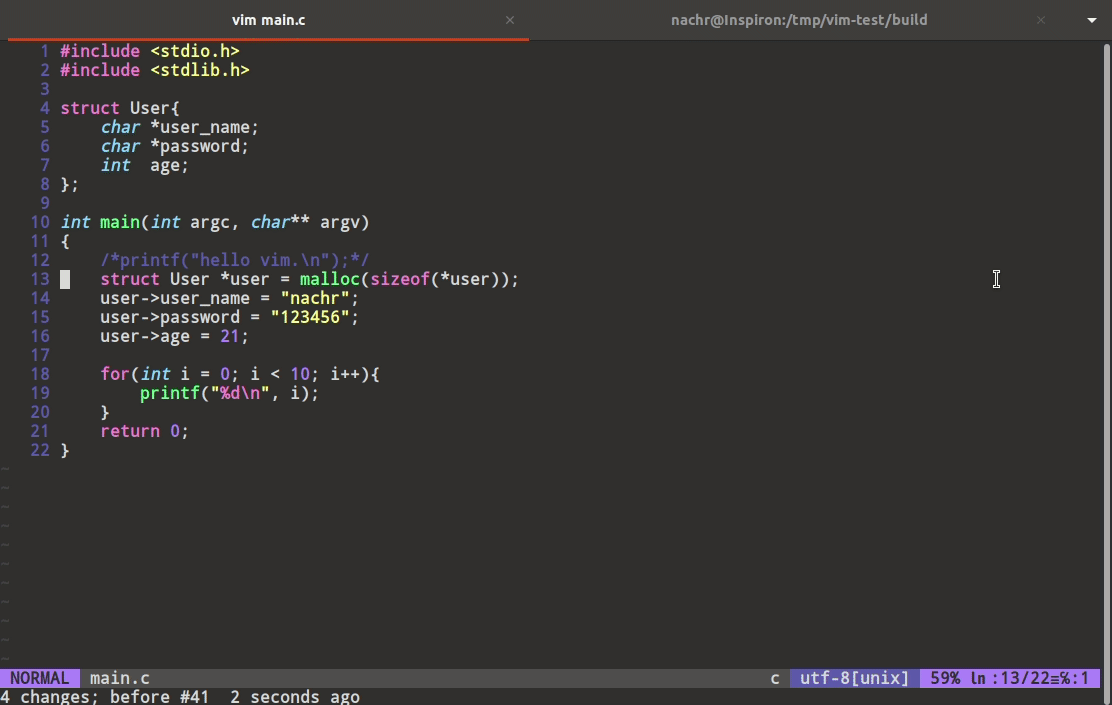 vim main.c × nachr@Inspiron:/tmp/vim-test/build ×
1 #include <stdio.h>
2 #include <stdlib.h>
3
4 struct User{
5     char *user_name;
6     char *password;
7     int  age;
8 };
9
10 int main(int argc, char** argv)
11 {
12     /*printf("hello vim.\n");*/
13     struct User *user = malloc(sizeof(*user));
14     user->user_name = "nachr";
15     user->password = "123456";
16     user->age = 21;
17
18     for(int i = 0; i < 10; i++){
19         printf("%d\n", i);
20     }
21     return 0;
22 }
~
~
~
~
~
~
~
~
~
~
~
NORMAL main.c c utf-8[unix] 59% ln :13/22≡%:1
4 changes; before #41  2 seconds ago